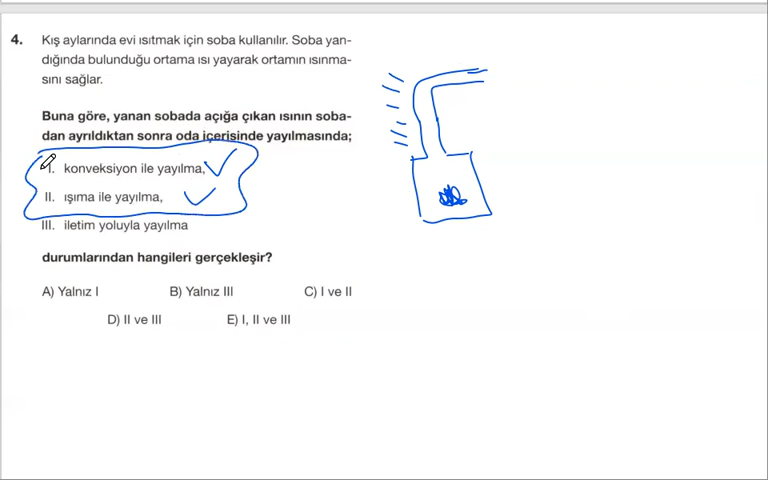 4. Kış aylarında evi ısıtmak için soba kullanılır. Soba yan-
dığında bulunduğu ortama ısı yayarak ortamın ısınma-
sını sağlar.
Buna göre, yanan sobada açığa çıkan ısının soba-
dan ayrıldıktan sonra oda içerisinde yayılmasında;
I. konveksiyon ile yayılma,
II. ışıma ile yayılma,
III. iletim yoluyla yayılma
durumlarından hangileri gerçekleşir?
A) Yalnız I B) Yalnız III C) I ve II
D) II ve III E) I, II ve III